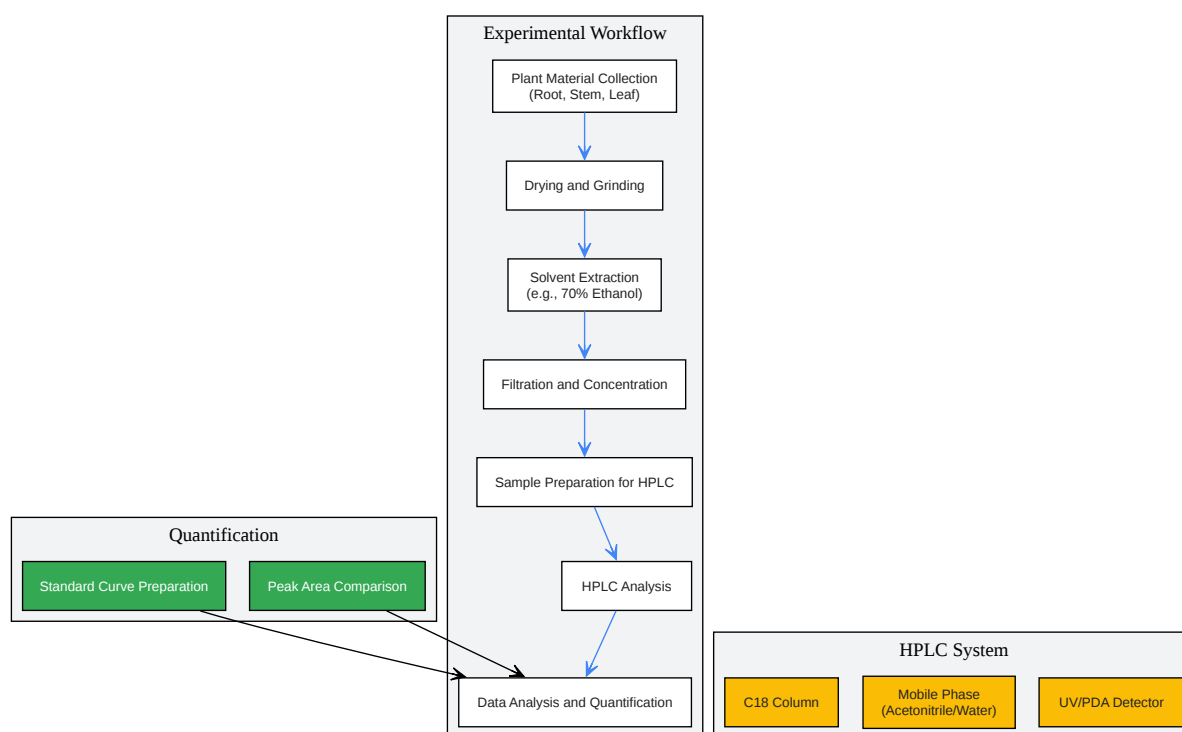 Experimental Workflow
Plant Material Collection
(Root, Stem, Leaf)
Drying and Grinding
Solvent Extraction
(e.g., 70% Ethanol)
Filtration and Concentration
Sample Preparation for HPLC
Quantification
Standard Curve Preparation
Peak Area Comparison
HPLC Analysis
Data Analysis and Quantification
HPLC System
C18 Column
Mobile Phase
(Acetonitrile/Water)
UV/PDA Detector